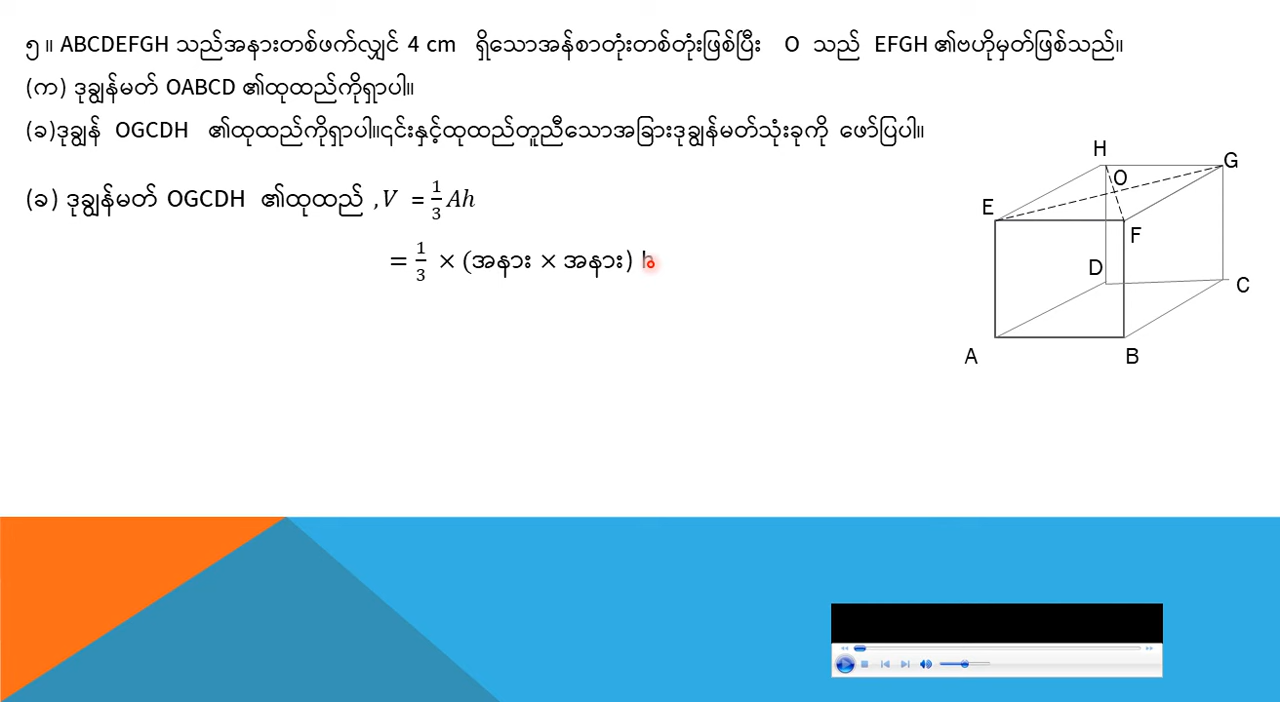 ၅။ ABCDEFGH သည်အနားတစ်ဖက်လျှင် 4 cm ရှိသောအန်စာတုံးတစ်တုံးဖြစ်ပြီး O သည် EFGH ၏ဗဟိုမှတ်ဖြစ်သည်။
(က) ဒုချွန်မတ် OABCD ၏ထုထည်ကိုရှာပါ။
(ခ)ဒုချွန် OGCDH ၏ထုထည်ကိုရှာပါ။၎င်းနှင့်ထုထည်တူညီသောအခြားဒုချွန်မတ်သုံးခုကို ဖော်ပြပါ။
(ခ) ဒုချွန်မတ် OGCDH ၏ထုထည် ,V = 1/3 Ah
= 1/3 × (အနား × အနား) h
H
G
O
E
F
D
C
A
B